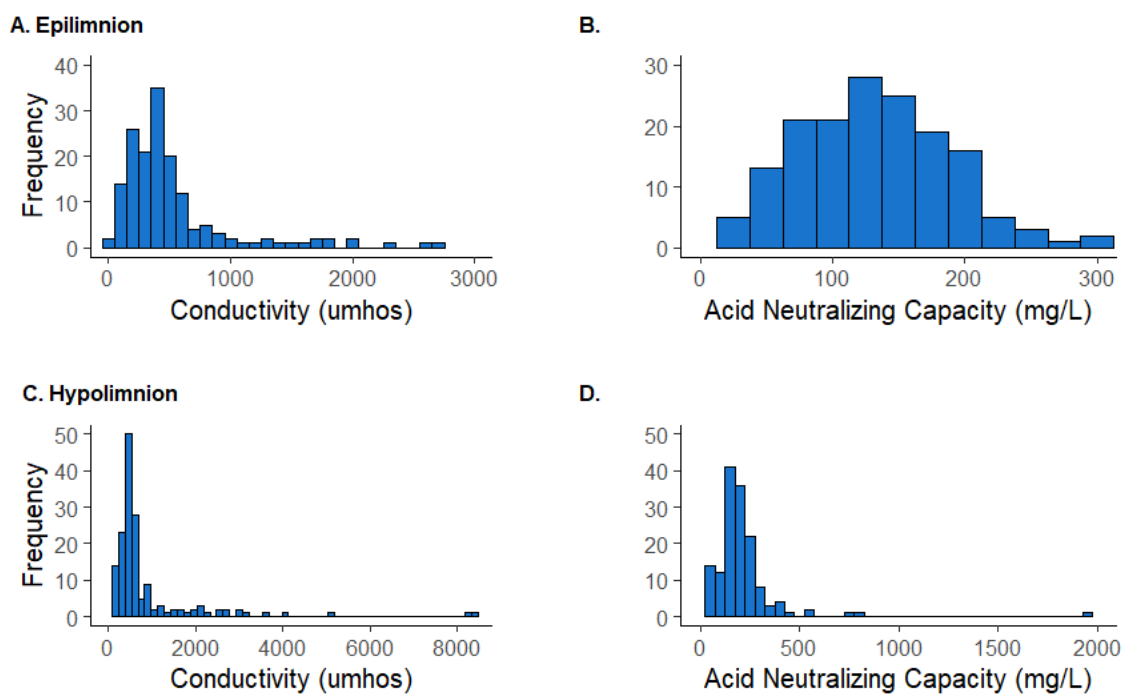 A. Epilimnion
Frequency
40
30
20
10
0
0 1000 2000 3000
Conductivity (umhos)
B.
30
20
10
0
0 100 200 300
Acid Neutralizing Capacity (mg/L)
C. Hypolimnion
Frequency
50
40
30
20
10
0
0 2000 4000 6000 8000
Conductivity (umhos)
D.
50
40
30
20
10
0
0 500 1000 1500 2000
Acid Neutralizing Capacity (mg/L)